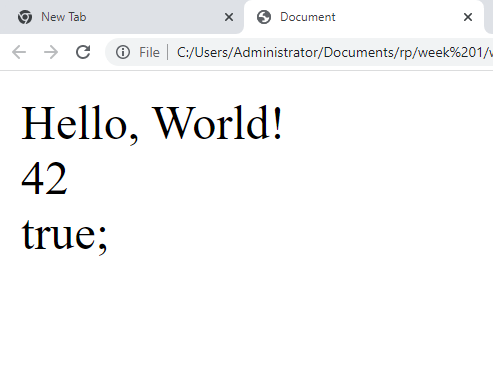 New Tab
Document
File
C:/Users/Administrator/Documents/rp/week%201/
Hello, World!
42
true;